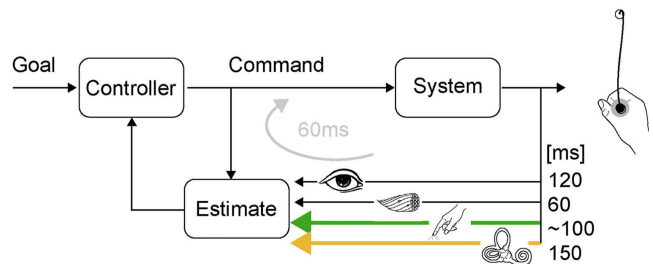 Goal
Controller
Command
System
60ms
[ms]
120
Estimate
60
~100
150